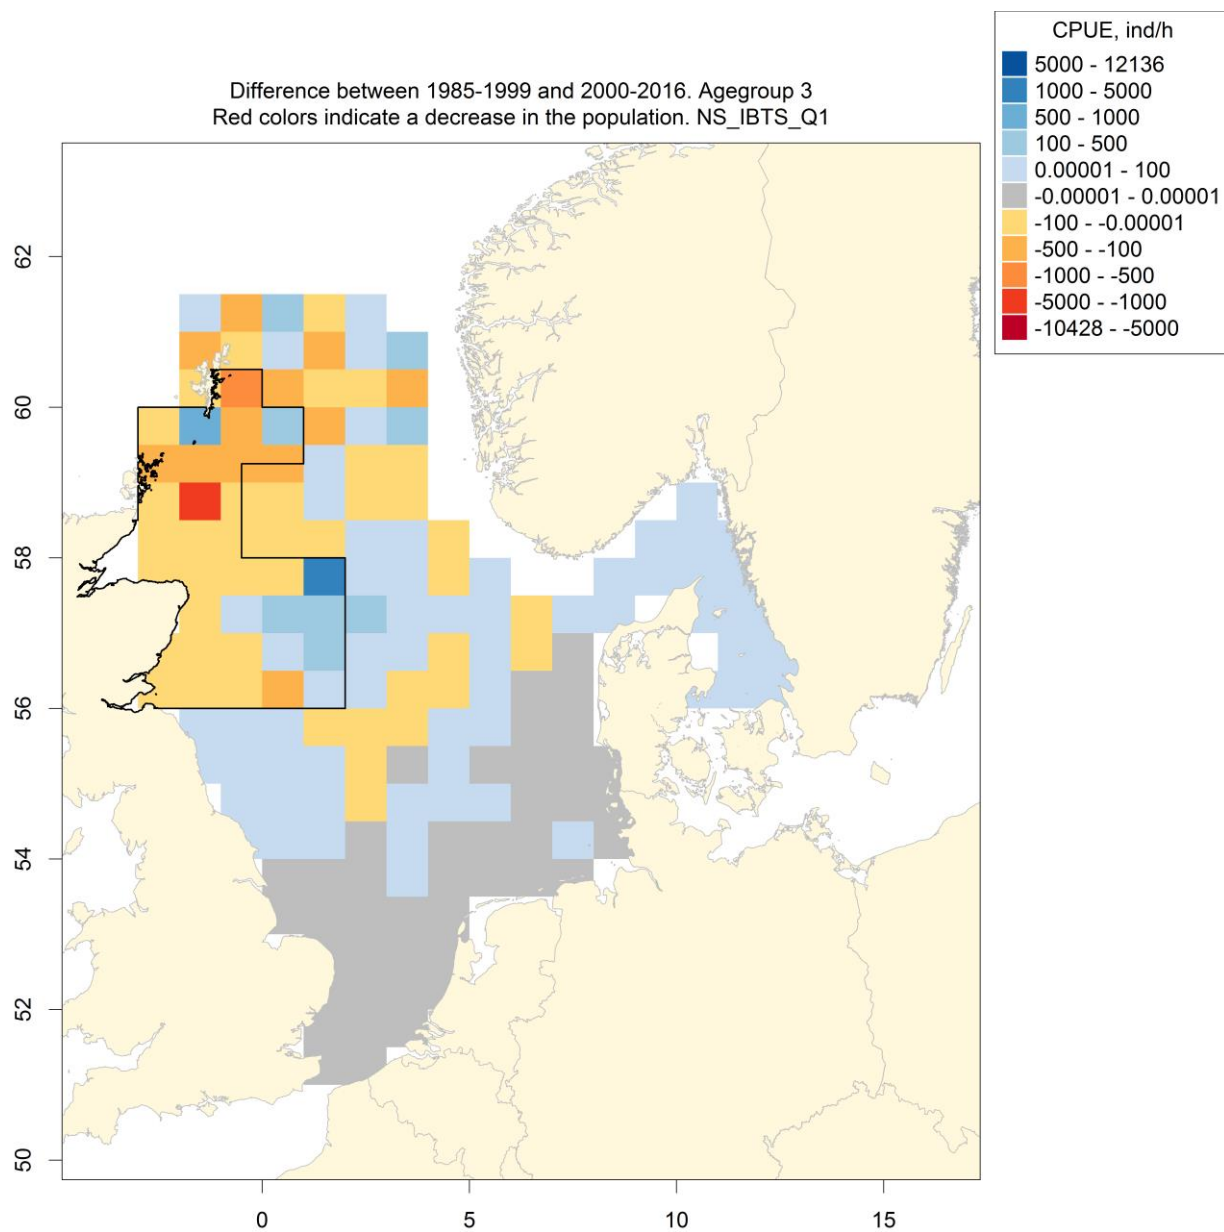 CPUE, ind/h
5000 - 12136
1000 - 5000
500 - 1000
100 - 500
0.00001 - 100
-0.00001 - 0.00001
-100 - -0.00001
-500 - -100
-1000 - -500
-5000 - -1000
-10428 - -5000
Difference between 1985-1999 and 2000-2016. Agegroup 3
Red colors indicate a decrease in the population. NS_IBTS_Q1
62
60
58
56
54
52
50
0 5 10 15